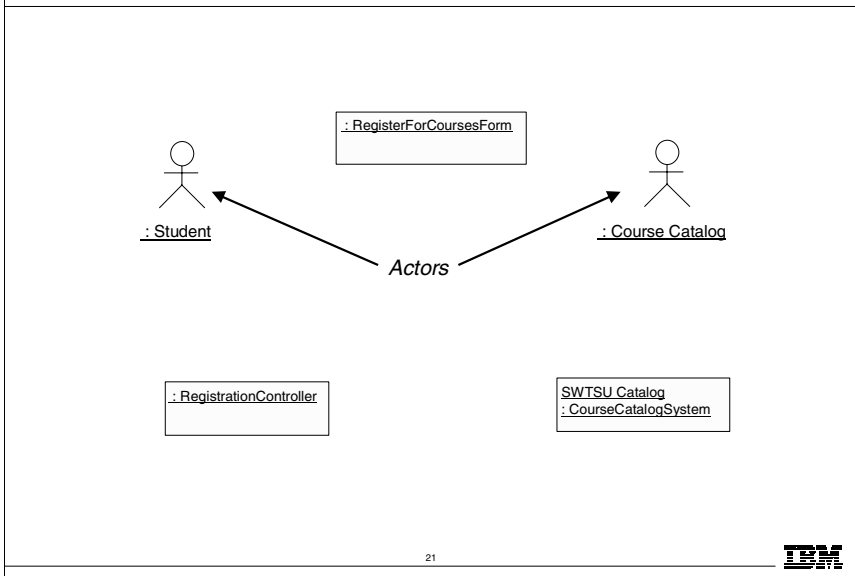 : RegisterForCoursesForm
: Student
: Course Catalog
Actors
: RegistrationController
SWTSU Catalog
: CourseCatalogSystem
21
IBM